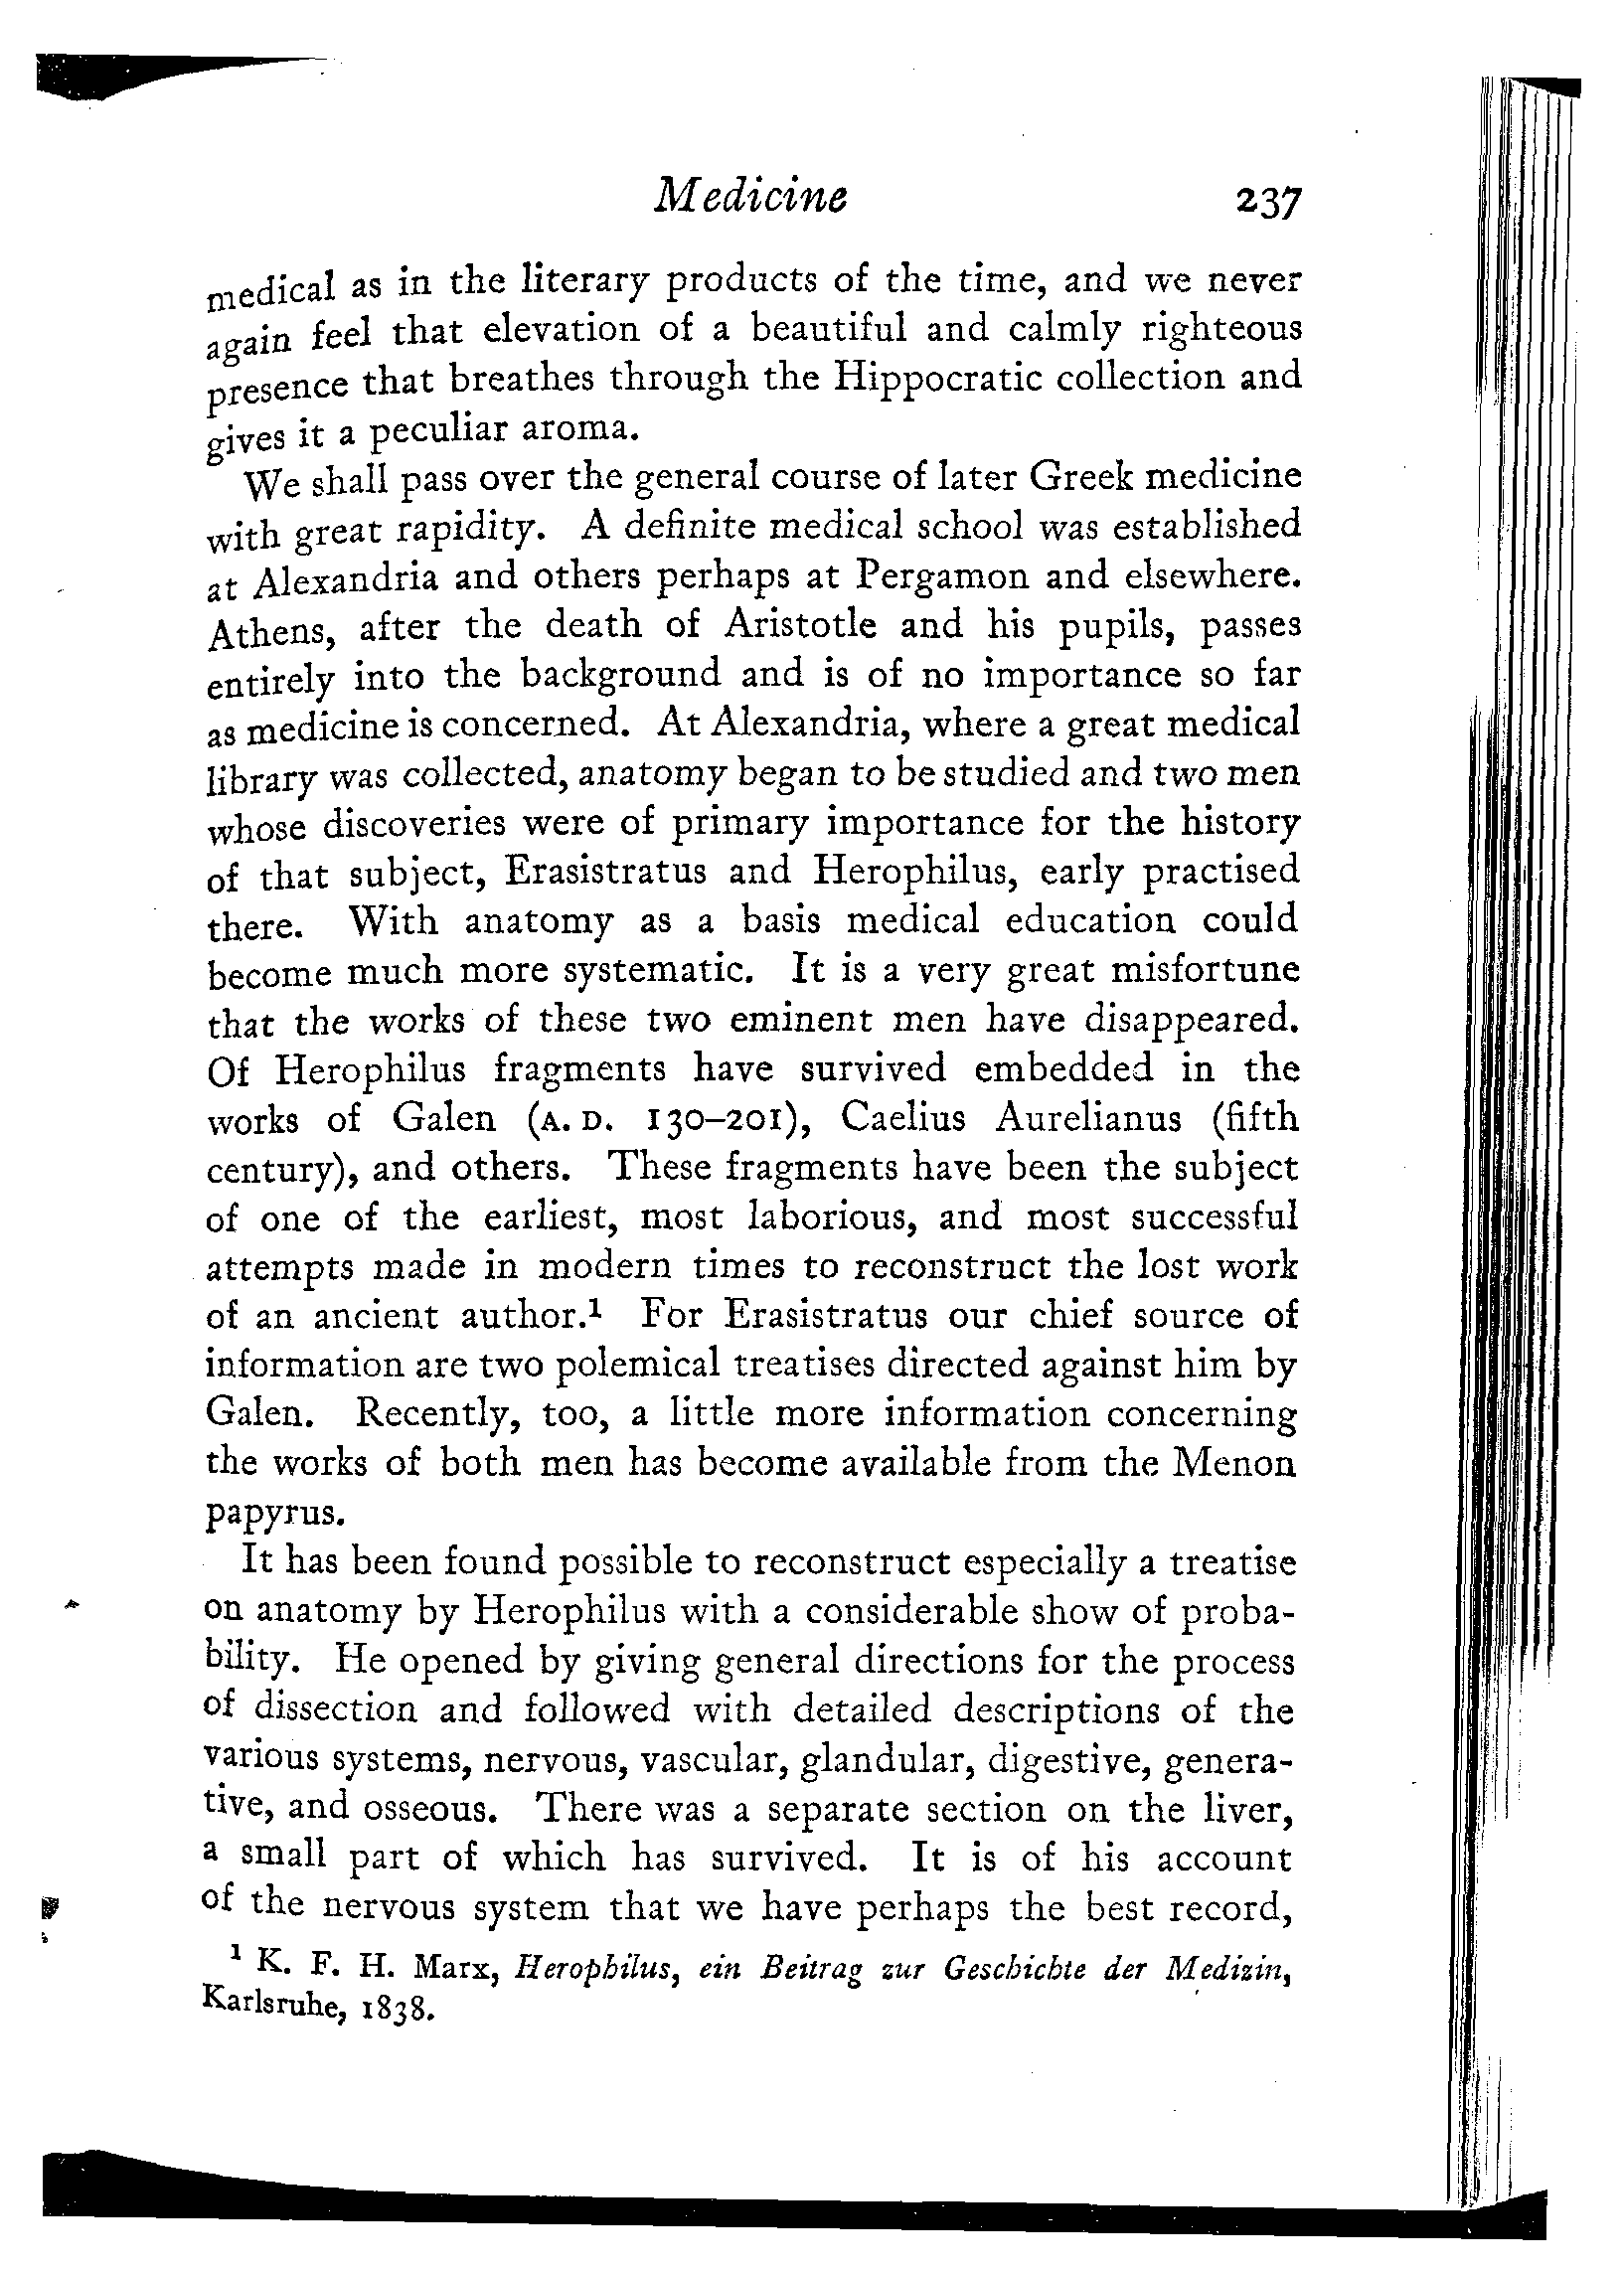 Medicine 237
medical as in the literary products of the time, and we never
again feel that elevation of a beautiful and calmly righteous
presence that breathes through the Hippocratic collection and
gives it a peculiar aroma.
We shall pass over the general course of later Greek medicine
with great rapidity. A definite medical school was established
at Alexandria and others perhaps at Pergamon and elsewhere.
Athens, after the death of Aristotle and his pupils, passes
entirely into the background and is of no importance so far
as medicine is concerned. At Alexandria, where a great medical
library was collected, anatomy began to be studied and two men
whose discoveries were of primary importance for the history
of that subject, Erasistratus and Herophilus, early practised
there. With anatomy as a basis medical education could
become much more systematic. It is a very great misfortune
that the works of these two eminent men have disappeared.
Of Herophilus fragments have survived embedded in the
works of Galen (A.D. 130–201), Caelius Aurelianus (fifth
century), and others. These fragments have been the subject
of one of the earliest, most laborious, and most successful
attempts made in modern times to reconstruct the lost work
of an ancient author.¹ For Erasistratus our chief source of
information are two polemical treatises directed against him by
Galen. Recently, too, a little more information concerning
the works of both men has become available from the Menon
papyrus.
It has been found possible to reconstruct especially a treatise
on anatomy by Herophilus with a considerable show of proba-
bility. He opened by giving general directions for the process
of dissection and followed with detailed descriptions of the
various systems, nervous, vascular, glandular, digestive, genera-
tive, and osseous. There was a separate section on the liver,
a small part of which has survived. It is of his account
of the nervous system that we have perhaps the best record,
¹ K. F. H. Marx, Herophilus, ein Beitrag zur Geschichte der Medizin,
Karlsruhe, 1838.